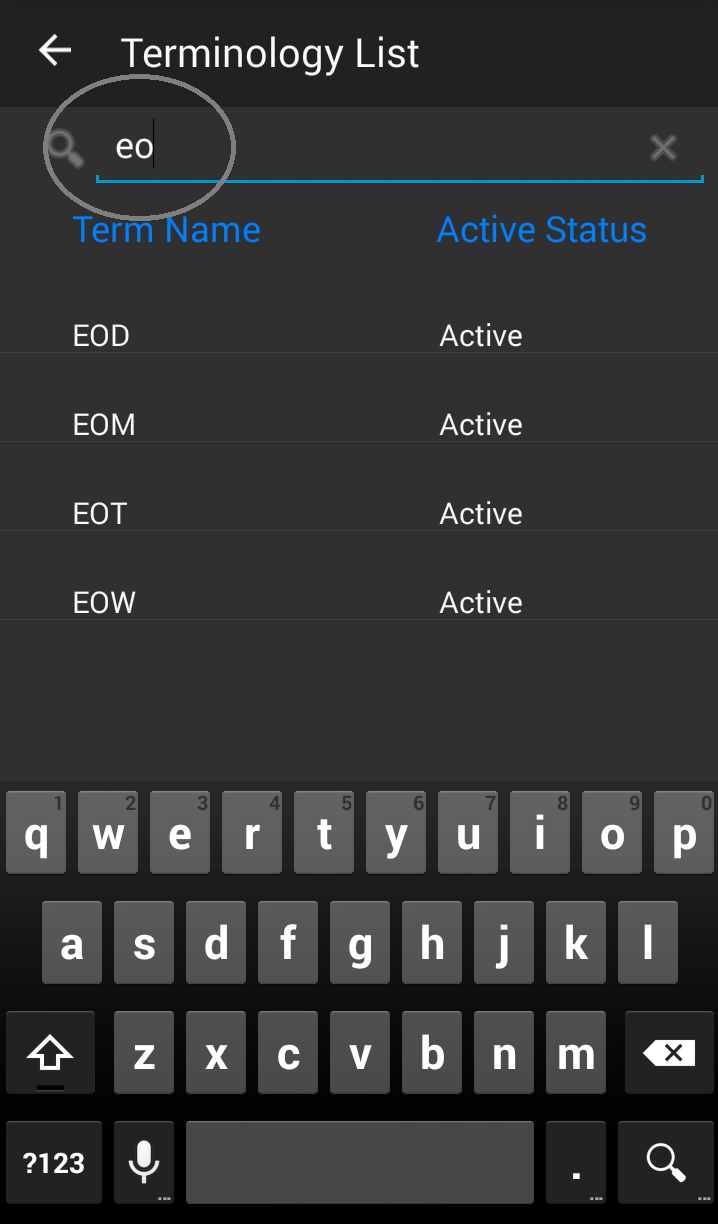 Terminology List
eo
Term Name Active Status
EOD Active
EOM Active
EOT Active
EOW Active
1 2 3 4 5 6 7 8 9 0
q w e r t y u i o p
a s d f g h j k l
z x c v b n m
?123 .
... ... ...